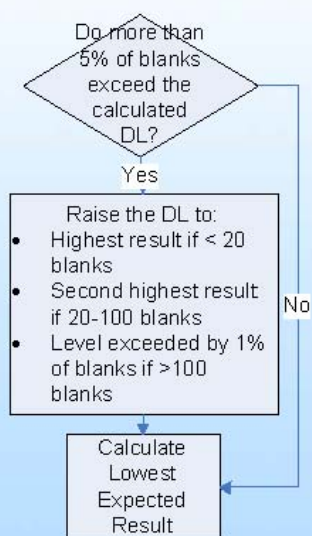 Do more than
5% of blanks
exceed the
calculated
DL?
Yes
Raise the DL to:
• Highest result if < 20
blanks
• Second highest result
if 20-100 blanks
• Level exceeded by 1%
of blanks if >100
blanks
No
Calculate
Lowest
Expected
Result